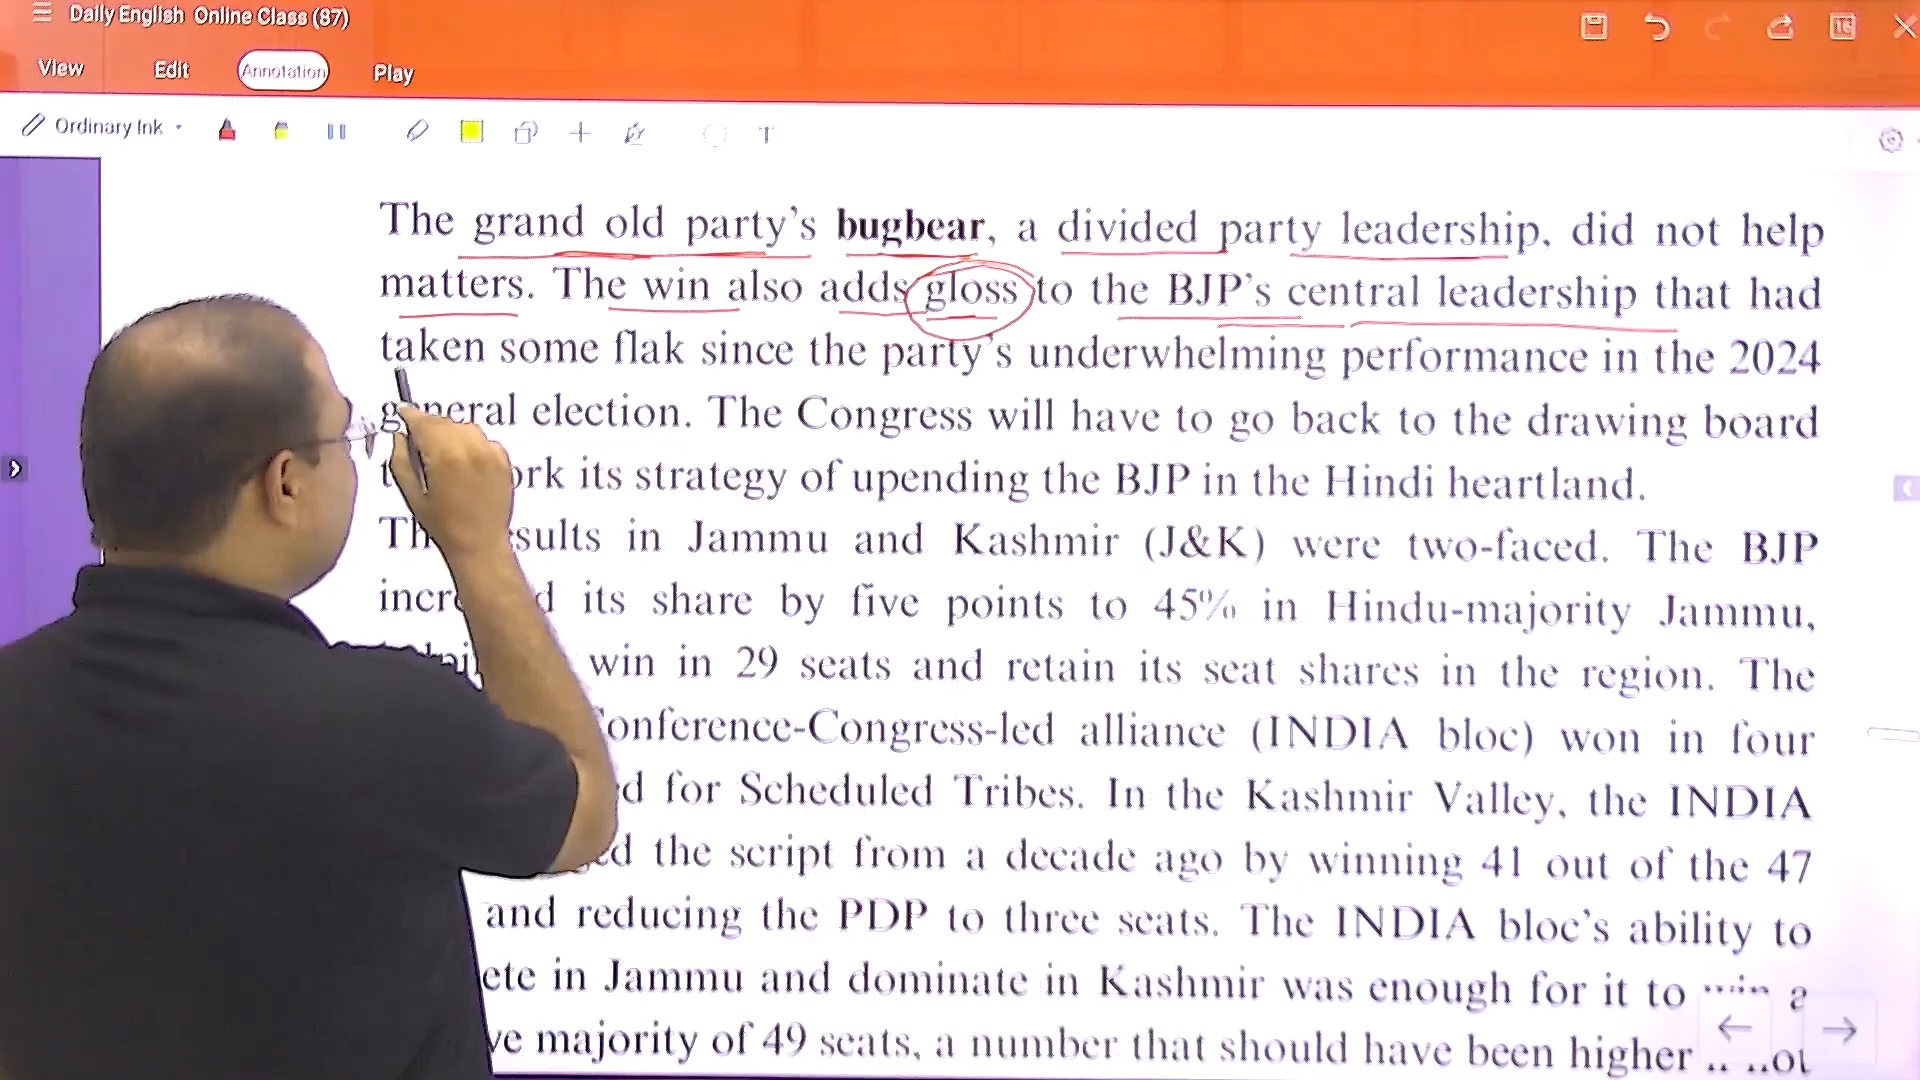 Daily English Online Class (87)
View Edit Annotation Play
Ordinary Ink
The grand old party's bugbear, a divided party leadership, did not help
matters. The win also adds gloss to the BJP's central leadership that had
taken some flak since the party's underwhelming performance in the 2024
general election. The Congress will have to go back to the drawing board
its strategy of upending the BJP in the Hindi heartland.
in Jammu and Kashmir (J&K) were two-faced. The BJP
its share by five points to 45% in Hindu-majority Jammu,
win in 29 seats and retain its seat shares in the region. The
onference-Congress-led alliance (INDIA bloc) won in four
d for Scheduled Tribes. In the Kashmir Valley, the INDIA
ed the script from a decade ago by winning 41 out of the 47
and reducing the PDP to three seats. The INDIA bloc's ability to
ete in Jammu and dominate in Kashmir was enough for it to win a
ve majority of 49 seats, a number that should have been higher